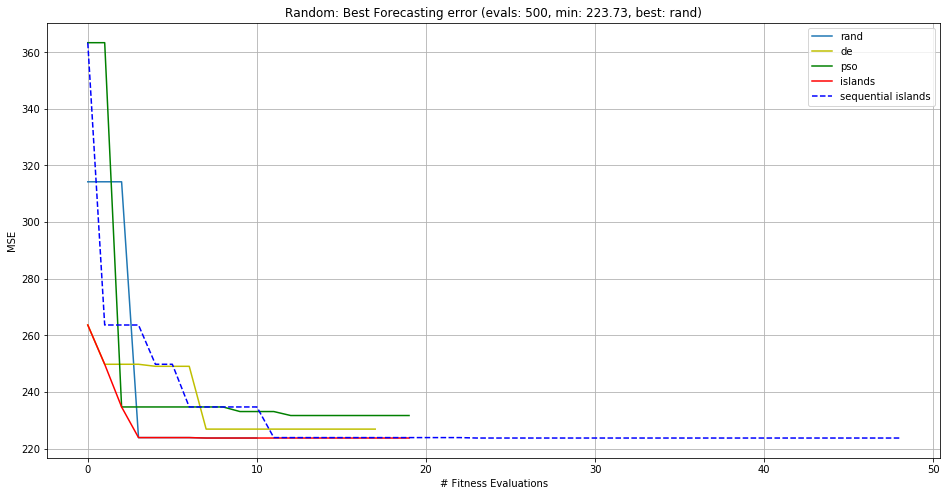 Random: Best Forecasting error (evals: 500, min: 223.73, best: rand)
rand
de
pso
islands
sequential islands
360
340
320
300
280
260
240
220
MSE
0
10
20
30
40
50
# Fitness Evaluations